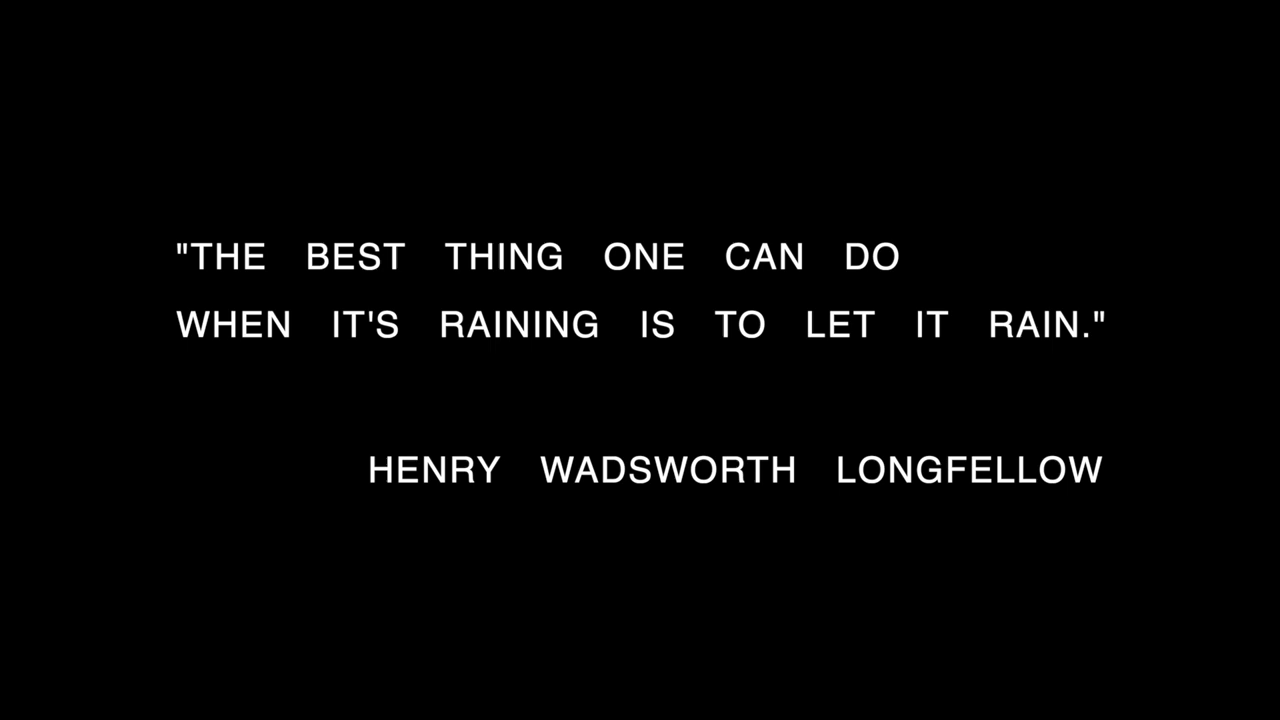 "THE BEST THING ONE CAN DO
WHEN IT'S RAINING IS TO LET IT RAIN."
HENRY WADSWORTH LONGFELLOW